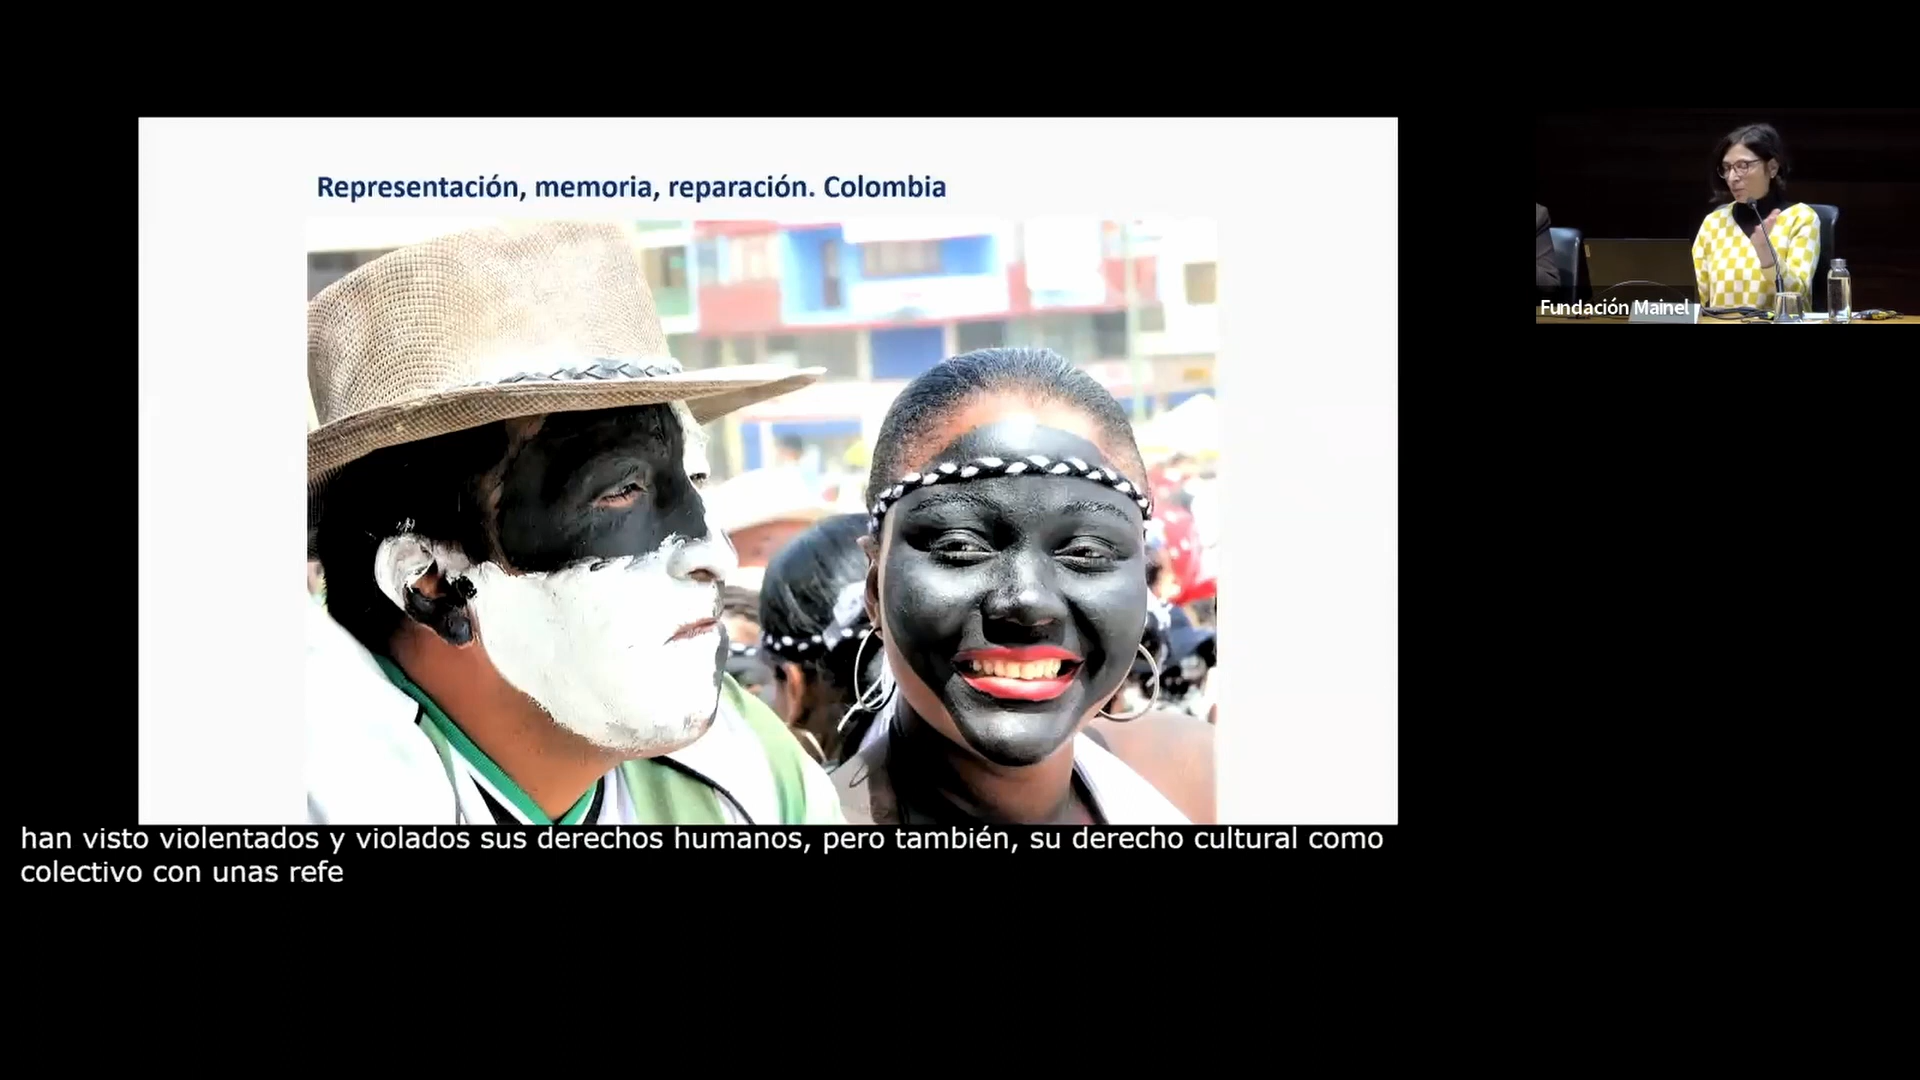 Representación, memoria, reparación. Colombia
Fundación Mainel
han visto violentados y violados sus derechos humanos, pero también, su derecho cultural como
colectivo con unas refe